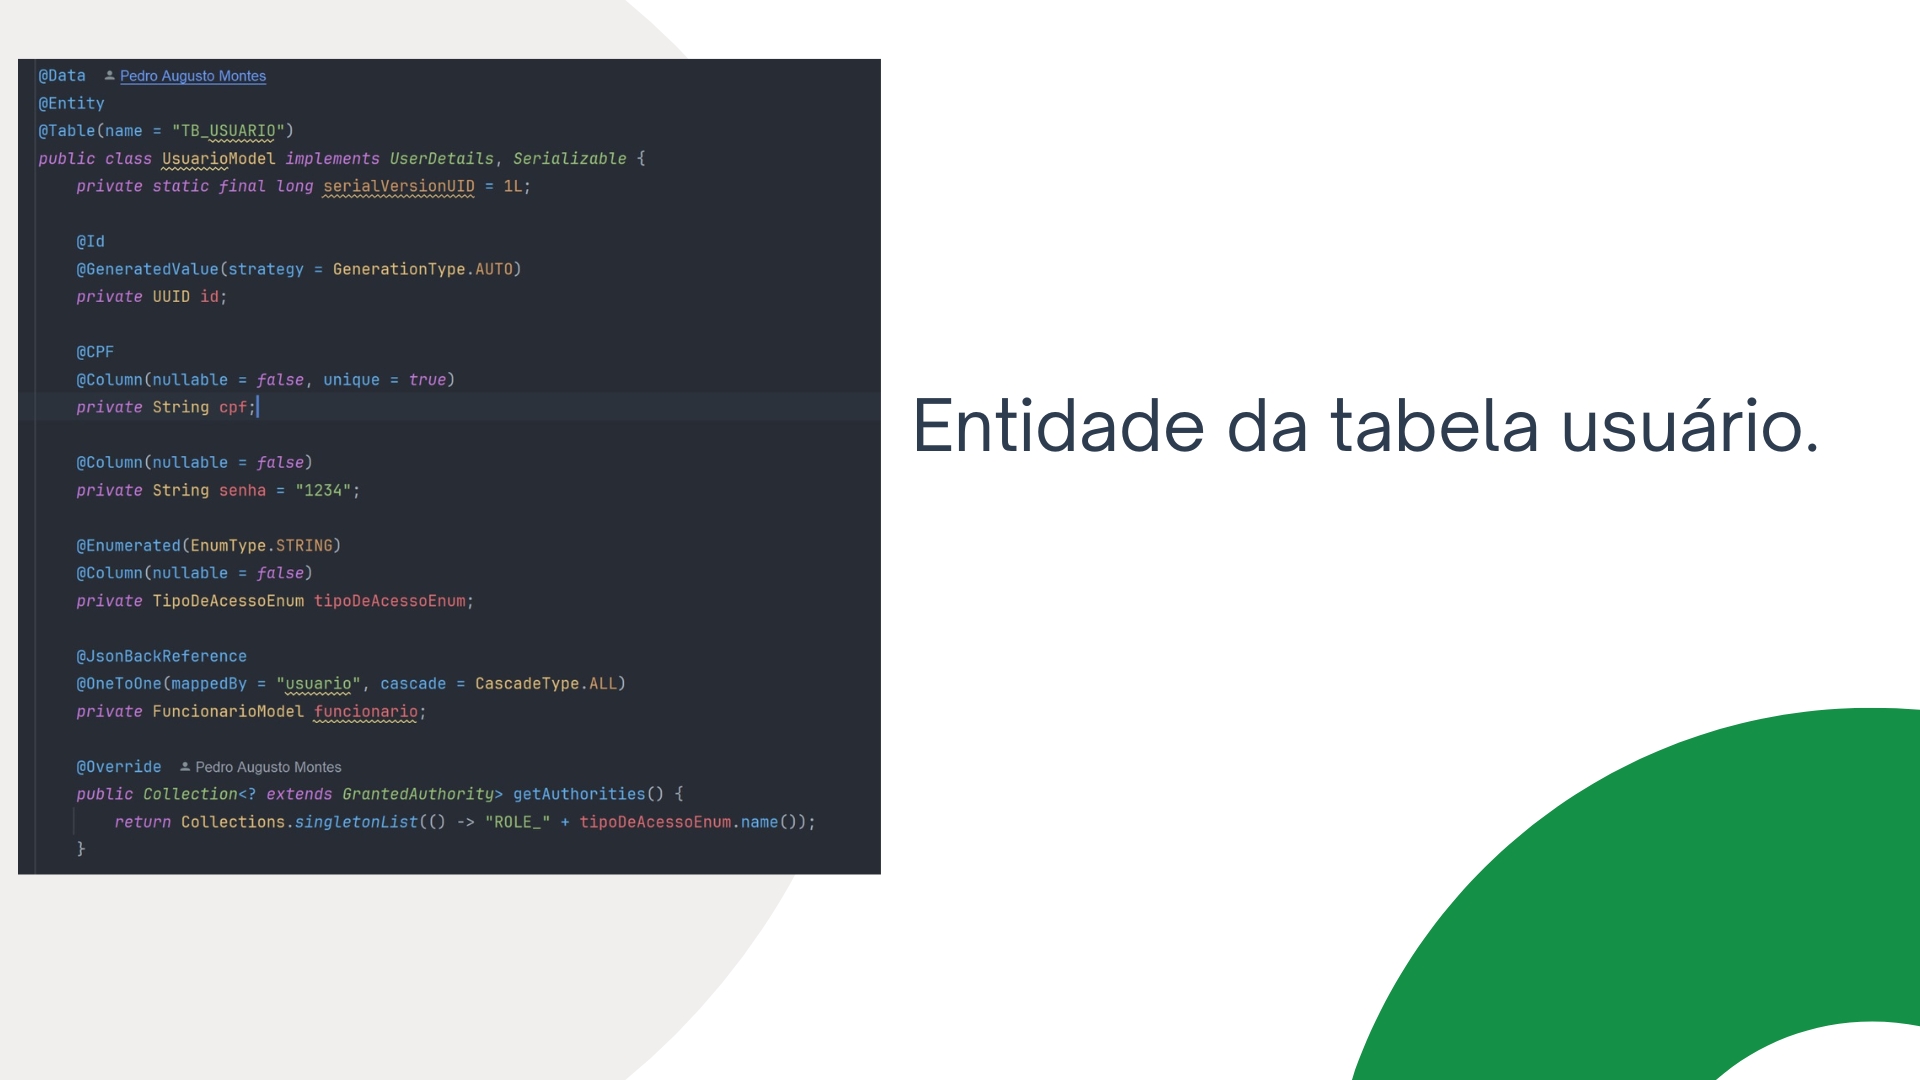 @Data Pedro Augusto Montes
@Entity
@Table(name = "TB_USUARIO")
public class UsuarioModel implements UserDetails, Serializable {
    private static final long serialVersionUID = 1L;
    @Id
    @GeneratedValue(strategy = GenerationType.AUTO)
    private UUID id;
    @CPF
    @Column(nullable = false, unique = true)
    private String cpf;
    @Column(nullable = false)
    private String senha = "1234";
    @Enumerated(EnumType.STRING)
    @Column(nullable = false)
    private TipoDeAcessoEnum tipoDeAcessoEnum;
    @JsonBackReference
    @OneToOne(mappedBy = "usuario", cascade = CascadeType.ALL)
    private FuncionarioModel funcionario;
    @Override Pedro Augusto Montes
    public Collection<? extends GrantedAuthority> getAuthorities() {
        return Collections.singletonList(() -> "ROLE_" + tipoDeAcessoEnum.name());
    }
Entidade da tabela usuário.